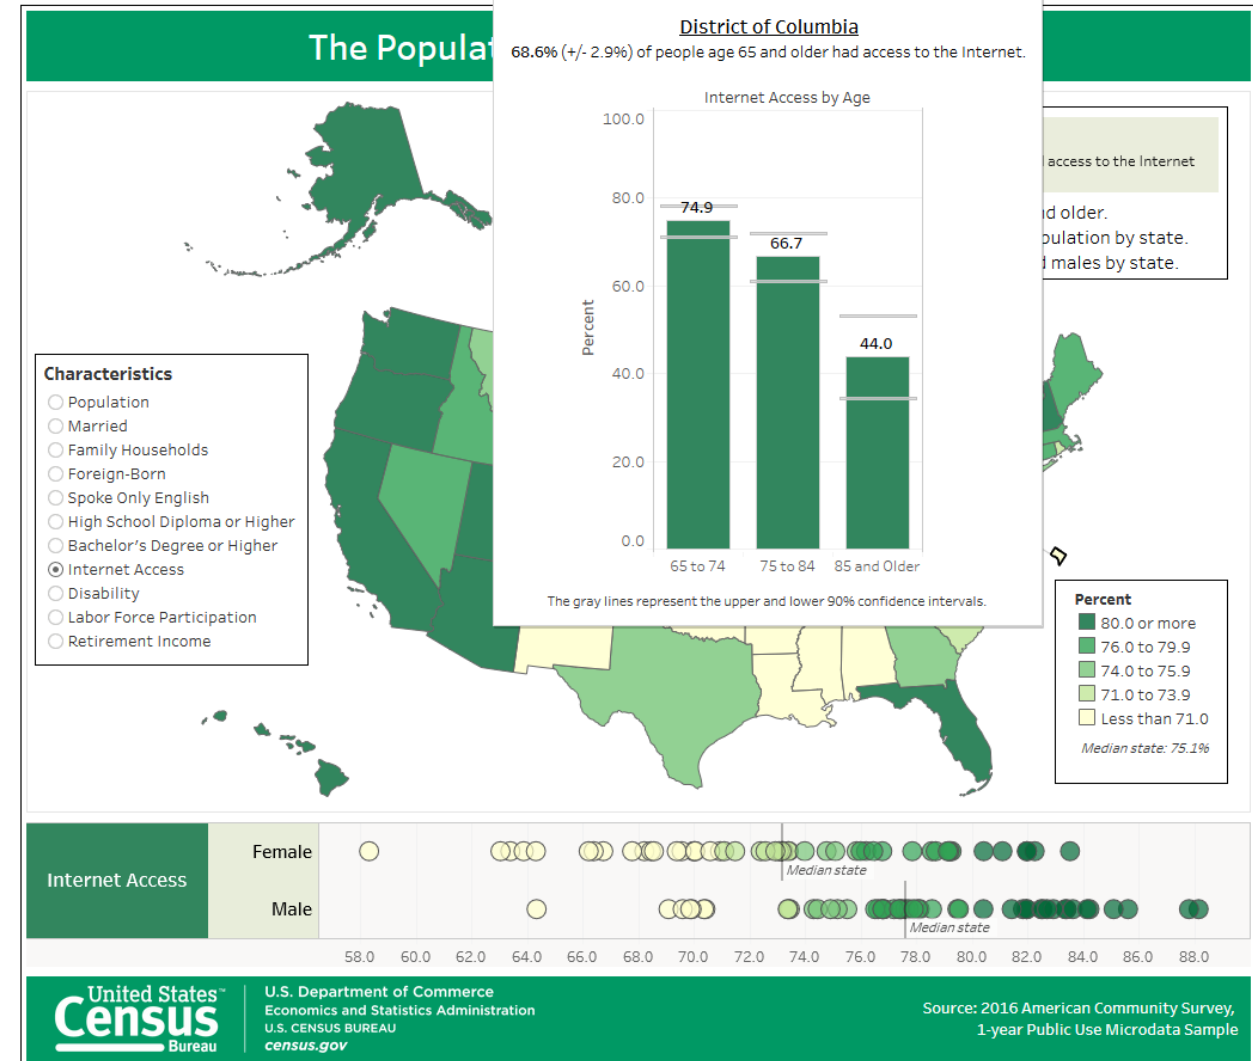 The Populat
District of Columbia
68.6% (+/- 2.9%) of people age 65 and older had access to the Internet.
Internet Access by Age
100.0
80.0
60.0
40.0
20.0
0.0
Percent
74.9
66.7
44.0
65 to 74
75 to 84
85 and Older
The gray lines represent the upper and lower 90% confidence intervals.
access to the Internet
nd older.
pulation by state.
males by state.
Characteristics
Population
Married
Family Households
Foreign-Born
Spoke Only English
High School Diploma or Higher
Bachelor's Degree or Higher
Internet Access
Disability
Labor Force Participation
Retirement Income
Percent
80.0 or more
76.0 to 79.9
74.0 to 75.9
71.0 to 73.9
Less than 71.0
Median state: 75.1%
Internet Access
Female
Median state
Male
Median state
58.0 60.0 62.0 64.0 66.0 68.0 70.0 72.0 74.0 76.0 78.0 80.0 82.0 84.0 86.0 88.0
United States™
Census
Bureau
U.S. Department of Commerce
Economics and Statistics Administration
U.S. CENSUS BUREAU
census.gov
Source: 2016 American Community Survey,
1-year Public Use Microdata Sample